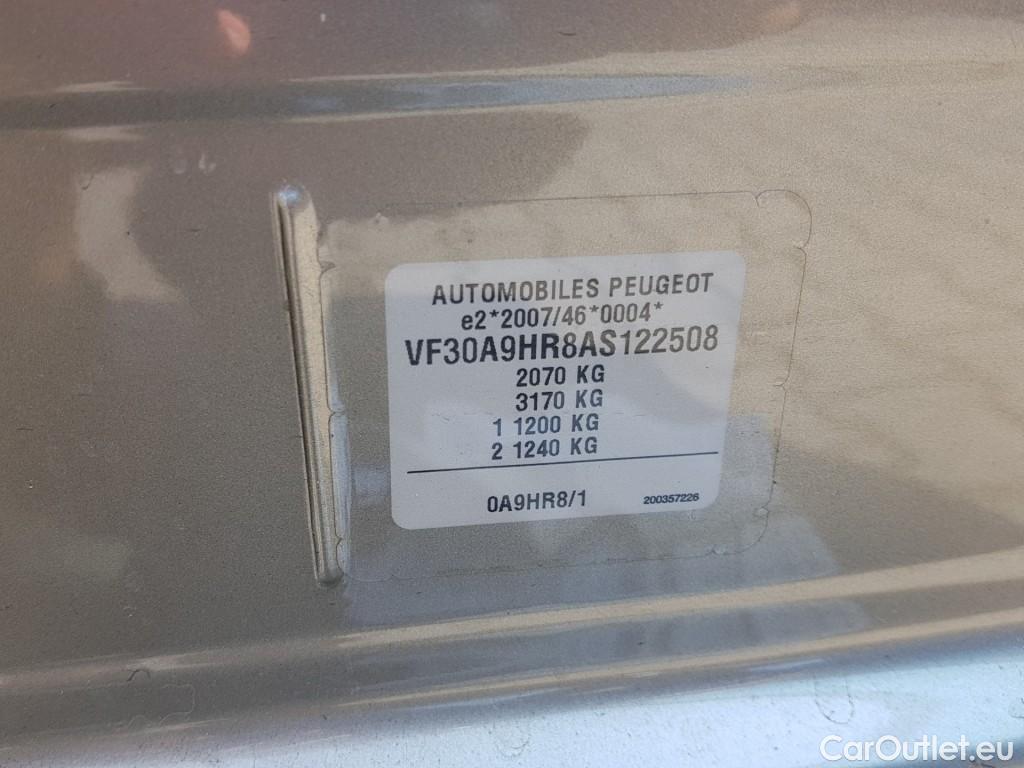 AUTOMOBILES PEUGEOT
e2*2007/46*0004*
VF30A9HR8AS122508
2070 KG
3170 KG
1 1200 KG
2 1240 KG
0A9HR8/1 200357226
CarOutlet.eu